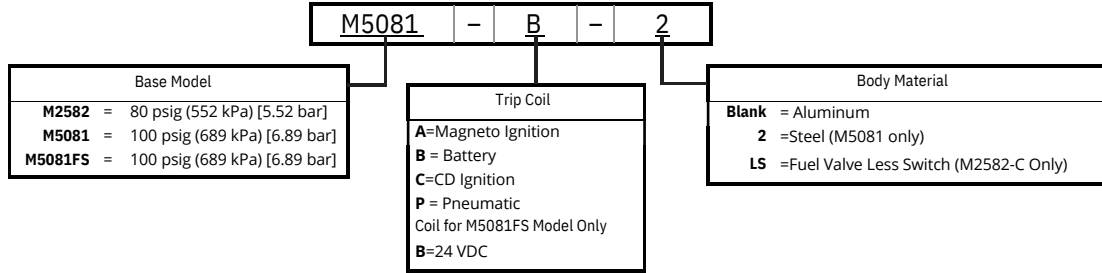 M5081 – B – 2
Base Model
M2582 = 80 psig (552 kPa) [5.52 bar]
M5081 = 100 psig (689 kPa) [6.89 bar]
M5081FS = 100 psig (689 kPa) [6.89 bar]
Trip Coil
A=Magneto Ignition
B = Battery
C=CD Ignition
P = Pneumatic
Coil for M5081FS Model Only
B=24 VDC
Body Material
Blank = Aluminum
2 =Steel (M5081 only)
LS =Fuel Valve Less Switch (M2582-C Only)